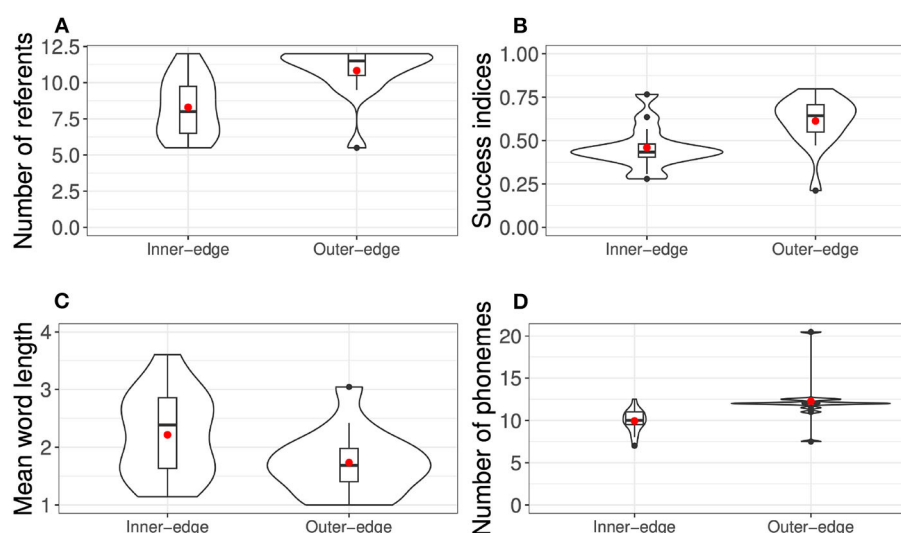 A
Number of referents
12.5
10.0
7.5
5.0
2.5
0.0
Inner−edge
Outer−edge
B
Success indices
1.00
0.75
0.50
0.25
0.00
Inner−edge
Outer−edge
C
Mean word length
4
3
2
1
Inner−edge
Outer−edge
D
Number of phonemes
20
15
10
5
0
Inner−edge
Outer−edge